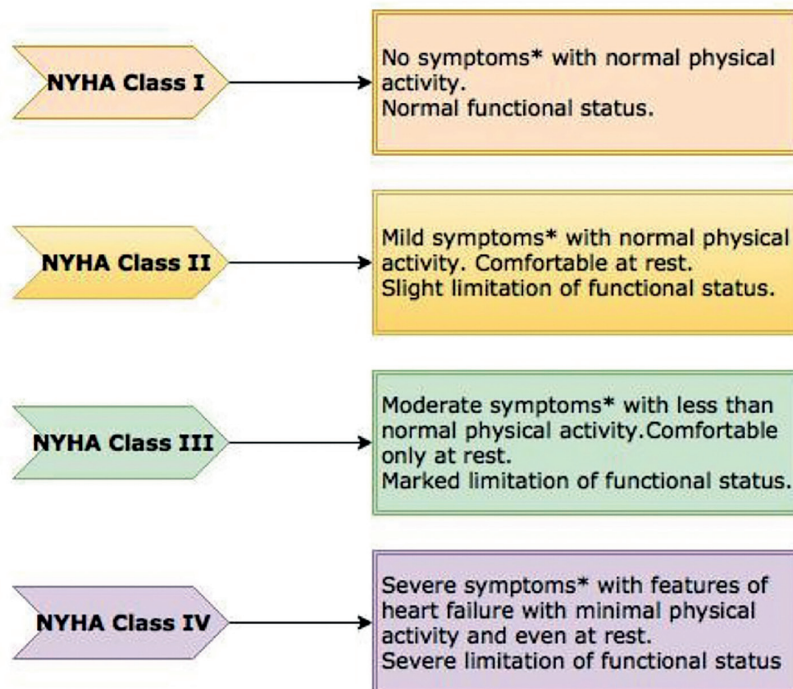 NYHA Class I
No symptoms* with normal physical
activity.
Normal functional status.
NYHA Class II
Mild symptoms* with normal physical
activity. Comfortable at rest.
Slight limitation of functional status.
NYHA Class III
Moderate symptoms* with less than
normal physical activity.Comfortable
only at rest.
Marked limitation of functional status.
NYHA Class IV
Severe symptoms* with features of
heart failure with minimal physical
activity and even at rest.
Severe limitation of functional status